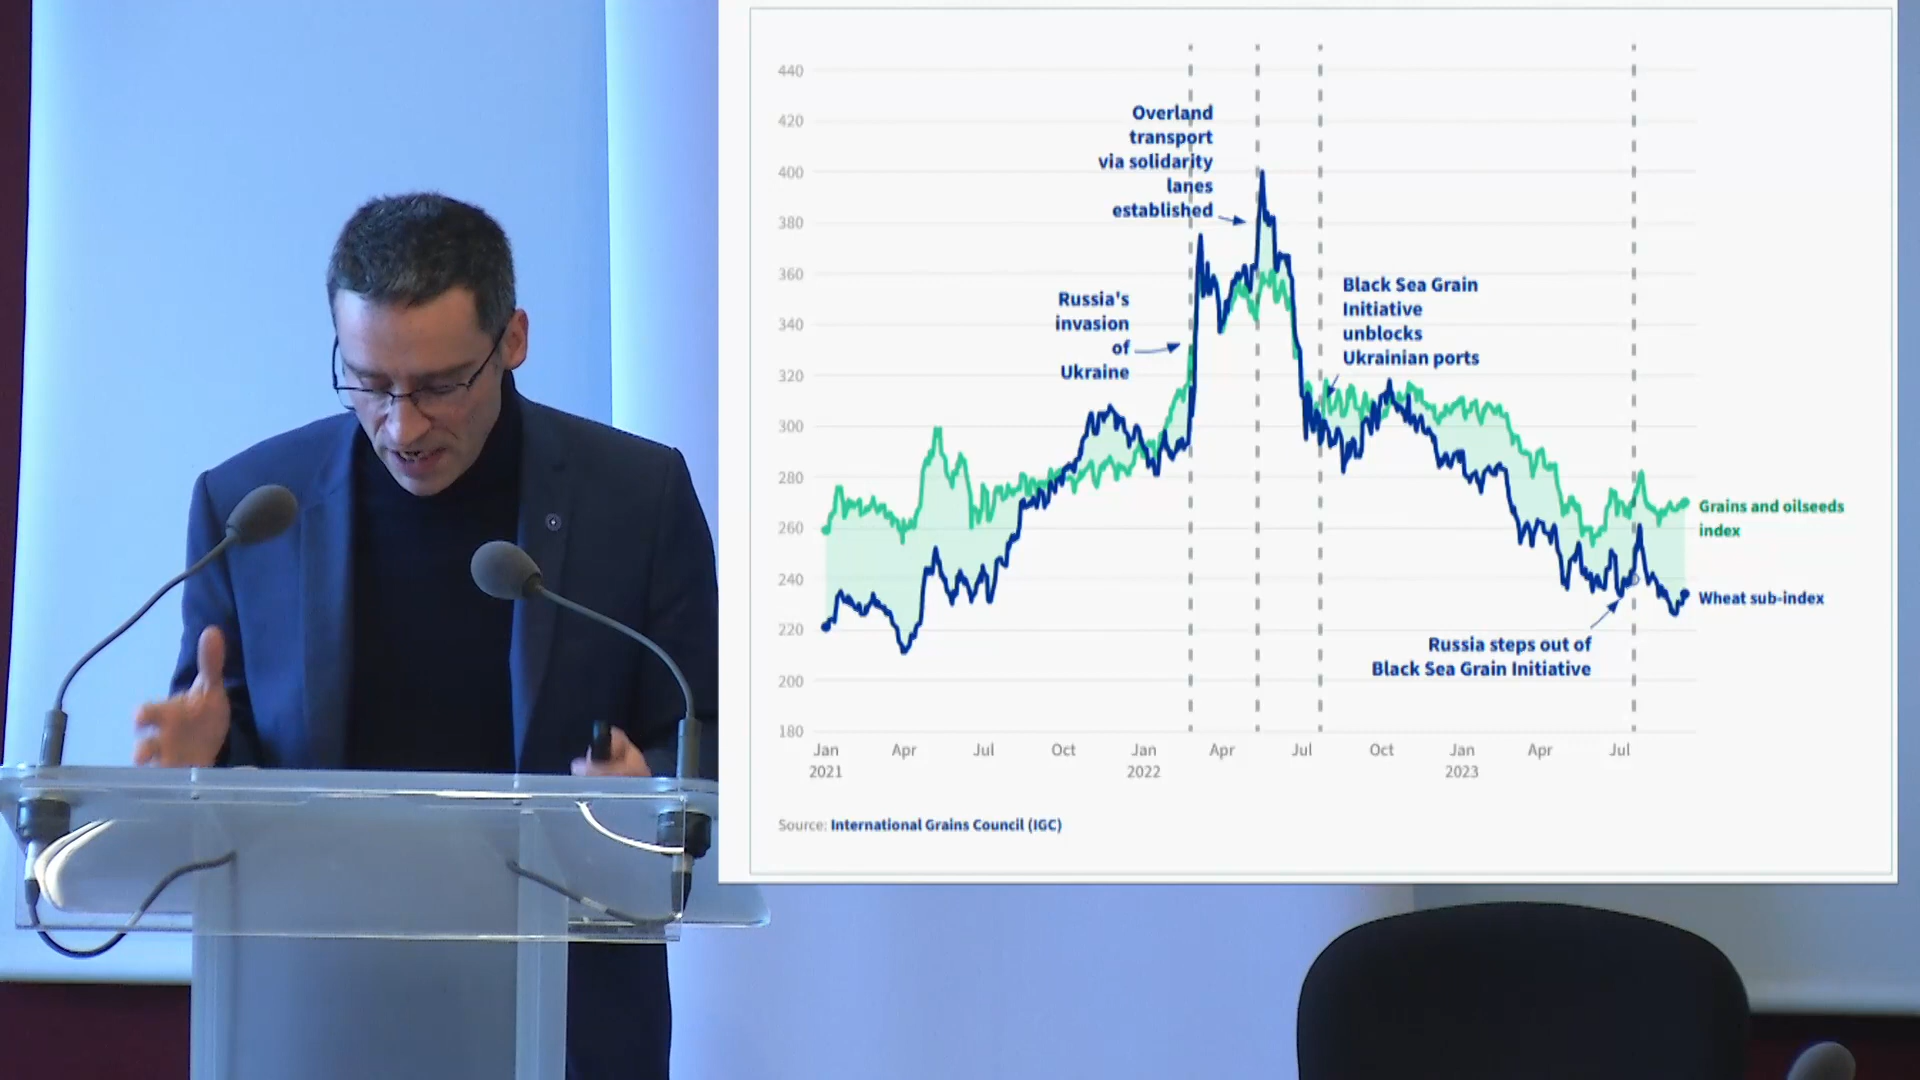 440
420
400
380
360
340
320
300
280
260
240
220
200
180
Overland
transport
via solidarity
lanes
established
Russia's
invasion
of
Ukraine
Black Sea Grain
Initiative
unblocks
Ukrainian ports
Grains and oilseeds
index
Wheat sub-index
Russia steps out of
Black Sea Grain Initiative
Jan Apr Jul Oct Jan Apr Jul Oct Jan Apr Jul
2021 2022 2023
Source: International Grains Council (IGC)